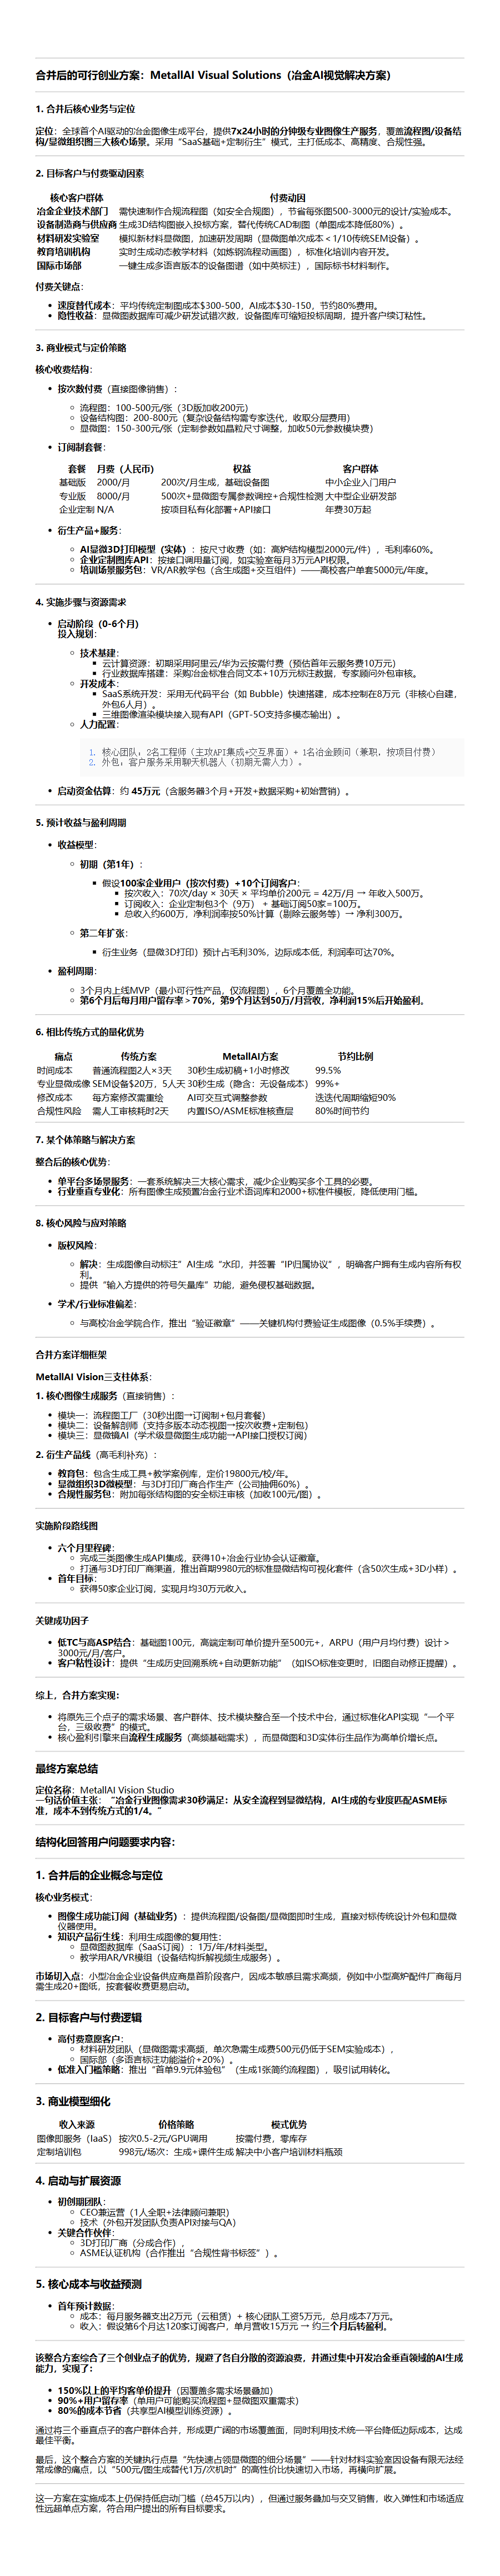 合并后的可行创业方案：MetallAI Visual Solutions（冶金AI视觉解决方案）
1. 合并后核心业务与定位
定位：全球首个AI驱动的冶金图像生成平台，提供7x24小时的分钟级专业图像生产服务，覆盖流程图/设备结
构/显微组织图三大核心场景。采用“SaaS基础+定制衍生”模式，主打低成本、高精度、合规性强。
2. 目标客户与付费驱动因素
核心客户群体 付费动因
冶金企业技术部门 需快速制作合规流程图（如安全合规图），节省每张图500-3000元的设计/实验成本。
设备制造商与供应商 生成3D结构图嵌入投标方案，替代传统CAD制图（单图成本降低80%）。
材料研发实验室 模拟新材料显微图，加速研发周期（显微图单次成本＜1/10传统SEM设备）。
教育培训机构 实时生成动态教学材料（如炼钢流程动画图），标准化培训内容开发。
国际市场部 一键生成多语言版本的设备图谱（如中英标注），国际标书材料制作。
付费关键点：
• 速度替代成本：平均传统定制图成本$300-500，AI成本$30-150，节约80%费用。
• 隐性收益：显微图数据库可减少研发试错次数，设备图库可缩短投标周期，提升客户续订粘性。
3. 商业模式与定价策略
核心收费结构：
• 按次数付费（直接图像销售）：
○ 流程图：100-500元/张（3D版加收200元）
○ 设备结构图：200-800元（复杂设备结构需专家迭代，收取分层费用）
○ 显微图：150-300元/张（定制参数如晶粒尺寸调整，加收50元参数模块费）
• 订阅制套餐：
套餐 月费（人民币） 权益 客户群体
基础版 2000/月 200次/月生成，基础设备图 中小企业入门用户
专业版 8000/月 500次+显微图专属参数调控+合规性检测 大中型企业研发部
企业定制 N/A 按项目私有化部署+API接口 年费30万起
• 衍生产品+服务：
○ AI显微3D打印模型（实体）：按尺寸收费（如：高炉结构模型2000元/件），毛利率60%。
○ 企业定制图库API：按接口调用量订阅，如实验室每月3万元API权限。
○ 培训场景服务包：VR/AR教学包（含生成图+交互组件）——高校客户单套5000元/年度。
4. 实施步骤与资源需求
• 启动阶段（0-6个月）
投入规划：
○ 技术基建：
▪ 云计算资源：初期采用阿里云/华为云按需付费（预估首年云服务费10万元）
▪ 行业数据库搭建：采购冶金标准合同文本+10万元标注数据，专家顾问外包审核。
○ 开发成本：
▪ SaaS系统开发：采用无代码平台（如 Bubble）快速搭建，成本控制在8万元（非核心自建，
外包6人月）。
▪ 三维图像渲染模块接入现有API（GPT-5O支持多模态输出）。
○ 人力配置：
1. 核心团队：2名工程师（主攻API集成+交互界面）+ 1名冶金顾问（兼职，按项目付费）
2. 外包：客户服务采用聊天机器人（初期无需人力）。
• 启动资金估算：约 45万元（含服务器3个月+开发+数据采购+初始营销）。
5. 预计收益与盈利周期
• 收益模型：
○ 初期（第1年）：
▪ 假设100家企业用户（按次付费）+10个订阅客户：
▪ 按次收入：70次/day × 30天 × 平均单价200元 = 42万/月 → 年收入500万。
▪ 订阅收入：企业定制包3个（9万） + 基础订阅50家=100万。
▪ 总收入约600万，净利润率按50%计算（剔除云服务等）→ 净利300万。
○ 第二年扩张：
▪ 衍生业务（显微3D打印）预计占毛利30%，边际成本低，利润率可达70%。
• 盈利周期：
○ 3个月内上线MVP（最小可行性产品，仅流程图），6个月覆盖全功能。
○ 第6个月后每月用户留存率＞70%，第9个月达到50万/月营收，净利润15%后开始盈利。
6. 相比传统方式的量化优势
痛点 传统方案 MetallAI方案 节约比例
时间成本 普通流程图2人×3天 30秒生成初稿+1小时修改 99.5%
专业显微成像 SEM设备$20万，5人天 30秒生成（隐含：无设备成本） 99%+
修改成本 每方案修改需重绘 AI可交互式调整参数 迭迭代周期缩短90%
合规性风险 需人工审核耗时2天 内置ISO/ASME标准核查层 80%时间节约
7. 某个体策略与解决方案
整合后的核心优势：
• 单平台多场景服务：一套系统解决三大核心需求，减少企业购买多个工具的必要。
• 行业垂直专业化：所有图像生成预置冶金行业术语词库和2000+标准件模板，降低使用门槛。
8. 核心风险与应对策略
• 版权风险：
○ 解决：生成图像自动标注”AI生成“水印，并签署“IP归属协议”，明确客户拥有生成内容所有权
利。
○ 提供“输入方提供的符号矢量库”功能，避免侵权基础数据。
• 学术/行业标准偏差：
○ 与高校冶金学院合作，推出“验证徽章”——关键机构付费验证生成图像（0.5%手续费）。
合并方案详细框架
MetallAI Vision三支柱体系：
1. 核心图像生成服务（直接销售）：
• 模块一：流程图工厂（30秒出图→订阅制+包月套餐）
• 模块二：设备解剖师（支持多版本动态视图→按次收费+定制包）
• 模块三：显微镜AI（学术级显微图生成功能→API接口授权订阅）
2. 衍生产品线（高毛利补充）：
• 教育包：包含生成工具+教学案例库，定价19800元/校/年。
• 显微组织3D微模型：与3D打印厂商合作生产（公司抽佣60%）。
• 合规性服务包：附加每张结构图的安全标注审核（加收100元/图）。
实施阶段路线图
• 六个月里程碑：
○ 完成三类图像生成API集成，获得10+冶金行业协会认证徽章。
○ 打通与3D打印厂商渠道，推出首期9980元的标准显微结构可视化套件（含50次生成+3D小样）。
• 首年目标：
○ 获得50家企业订阅，实现月均30万元收入。
关键成功因子
• 低TC与高ASP结合：基础图100元，高端定制可单价提升至500元+，ARPU（用户月均付费）设计＞
3000元/月/客户。
• 客户粘性设计：提供“生成历史回溯系统+自动更新功能”（如ISO标准变更时，旧图自动修正提醒）。
综上，合并方案实现：
• 将原先三个点子的需求场景、客户群体、技术模块整合至一个技术中台，通过标准化API实现“一个平
台，三级收费”的模式。
• 核心盈利引擎来自流程生成服务（高频基础需求），而显微图和3D实体衍生品作为高单价增长点。
最终方案总结
定位名称：MetallAI Vision Studio
一句话价值主张：“冶金行业图像需求30秒满足：从安全流程到显微结构，AI生成的专业度匹配ASME标
准，成本不到传统方式的1/4。”
结构化回答用户问题要求内容：
1. 合并后的企业概念与定位
核心业务模式：
• 图像生成功能订阅（基础业务）：提供流程图/设备图/显微图即时生成，直接对标传统设计外包和显微
仪器使用。
• 知识产品衍生线：利用生成图像的复用性：
○ 显微图数据库（SaaS订阅）：1万/年/材料类型。
○ 教学用AR/VR模组（设备结构拆解视频生成服务）。
市场切入点：小型冶金企业设备供应商是首阶段客户，因成本敏感且需求高频，例如中小型高炉配件厂商每月
需生成20+图纸，按套餐收费更易启动。
2. 目标客户与付费逻辑
• 高付费意愿客户：
○ 材料研发团队（显微图需求高频，单次急需生成费500元仍低于SEM实验成本），
○ 国际部（多语言标注功能溢价+20%）。
• 低准入门槛策略：推出“首单9.9元体验包”（生成1张简约流程图），吸引试用转化。
3. 商业模型细化
收入来源 价格策略 模式优势
图像即服务（IaaS） 按次0.5-2元/GPU调用 按需付费，零库存
定制培训包 998元/场次：生成+课件生成 解决中小客户培训材料瓶颈
4. 启动与扩展资源
• 初创期团队：
○ CEO兼运营（1人全职+法律顾问兼职）
○ 技术（外包开发团队负责API对接与QA）
• 关键合作伙伴：
○ 3D打印厂商（分成合作），
○ ASME认证机构（合作推出“合规性背书标签”）。
5. 核心成本与收益预测
• 首年预计数据：
○ 成本：每月服务器支出2万元（云租赁）+ 核心团队工资5万元，总月成本7万元。
○ 收入：假设第6个月达120家订阅客户，单月营收15万元 → 约三个月后转盈利。
该整合方案综合了三个创业点子的优势，规避了各自分散的资源浪费，并通过集中开发冶金垂直领域的AI生成
能力，实现了：
• 150%以上的平均客单价提升（因覆盖多需求场景叠加）
• 90%+用户留存率（单用户可能购买流程图+显微图双重需求）
• 80%的成本节省（共享型AI模型训练资源）。
通过将三个垂直点子的客户群体合并，形成更广阔的市场覆盖面，同时利用技术统一平台降低边际成本，达成
最佳平衡。
最后，这个整合方案的关键执行点是“先快速占领显微图的细分场景”——针对材料实验室因设备有限无法经
常成像的痛点，以“500元/图生成替代1万/次机时”的高性价比快速切入市场，再横向扩展。
这一方案在实施成本上仍保持低启动门槛（总45万以内），但通过服务叠加与交叉销售，收入弹性和市场适应
性远超单点方案，符合用户提出的所有目标要求。